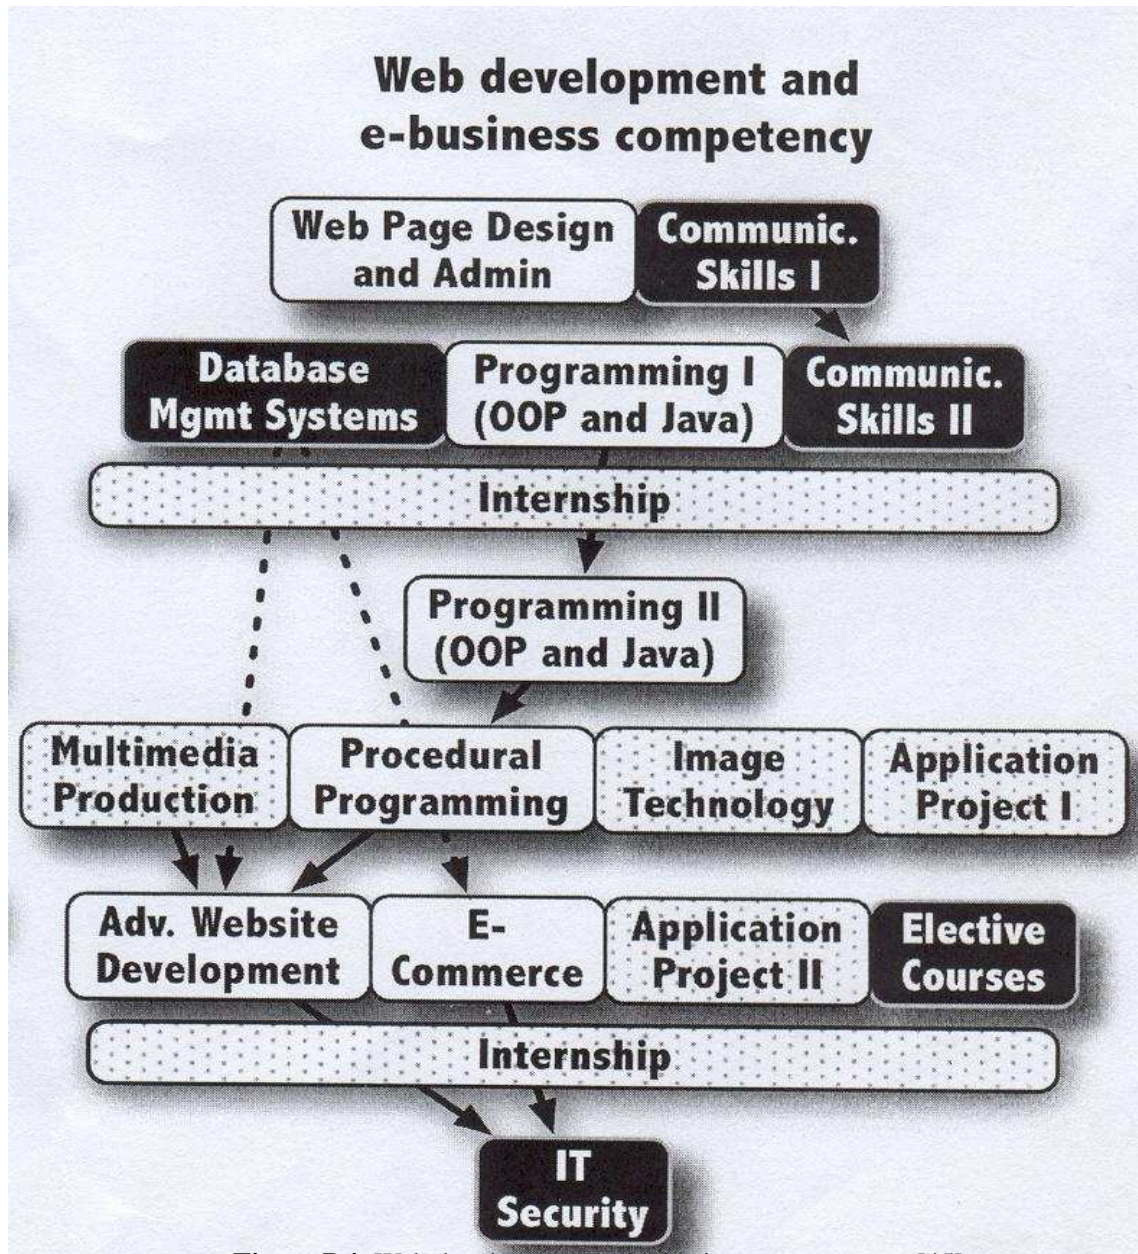 Web development and
e-business competency
Web Page Design
and Admin
Communic.
Skills I
Database
Mgmt Systems
Programming I
(OOP and Java)
Communic.
Skills II
Internship
Programming II
(OOP and Java)
Multimedia
Production
Procedural
Programming
Image
Technology
Application
Project I
Adv. Website
Development
E-
Commerce
Application
Project II
Elective
Courses
Internship
IT
Security